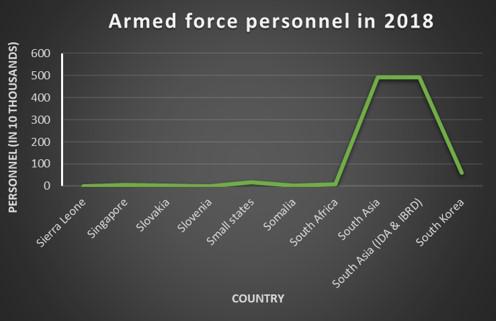 Armed force personnel in 2018
PERSONNEL (IN 10 THOUSANDS)
600
500
400
300
200
100
0
Sierra Leone
Singapore
Slovakia
Slovenia
Small states
Somalia
South Africa
South Asia
South Asia (IDA & IBRD)
South Korea
COUNTRY